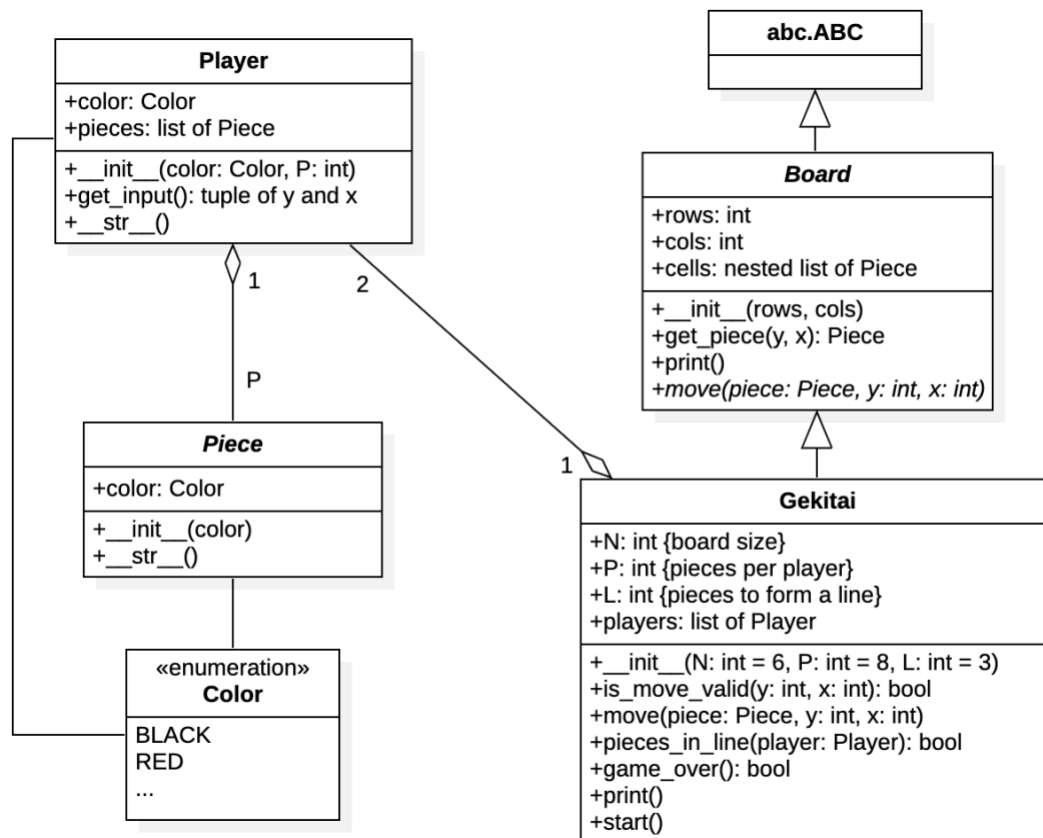 Player
+color: Color
+pieces: list of Piece
+__init__(color: Color, P: int)
+get_input(): tuple of y and x
+__str__()
1
2
P
Piece
+color: Color
+__init__(color)
+__str__()
«enumeration»
Color
BLACK
RED
...
abc.ABC
Board
+rows: int
+cols: int
+cells: nested list of Piece
+__init__(rows, cols)
+get_piece(y, x): Piece
+print()
+move(piece: Piece, y: int, x: int)
1
Gekitai
+N: int {board size}
+P: int {pieces per player}
+L: int {pieces to form a line}
+players: list of Player
+__init__(N: int = 6, P: int = 8, L: int = 3)
+is_move_valid(y: int, x: int): bool
+move(piece: Piece, y: int, x: int)
+pieces_in_line(player: Player): bool
+game_over(): bool
+print()
+start()